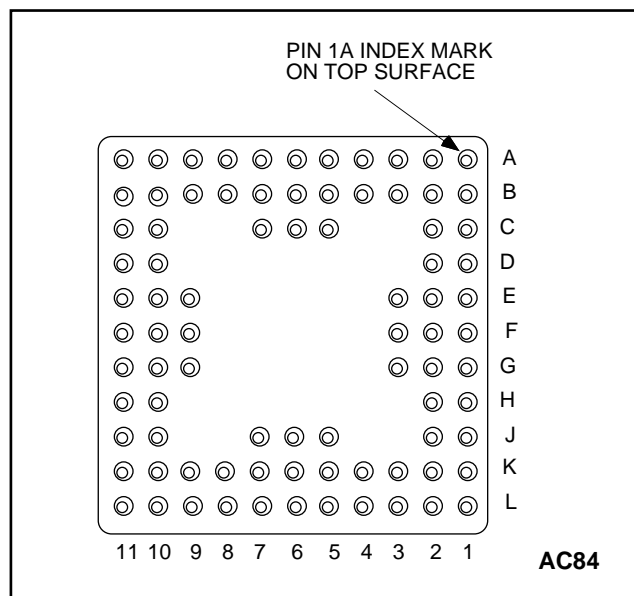 PIN 1A INDEX MARK
ON TOP SURFACE
A
B
C
D
E
F
G
H
J
K
L
11 10 9 8 7 6 5 4 3 2 1
AC84